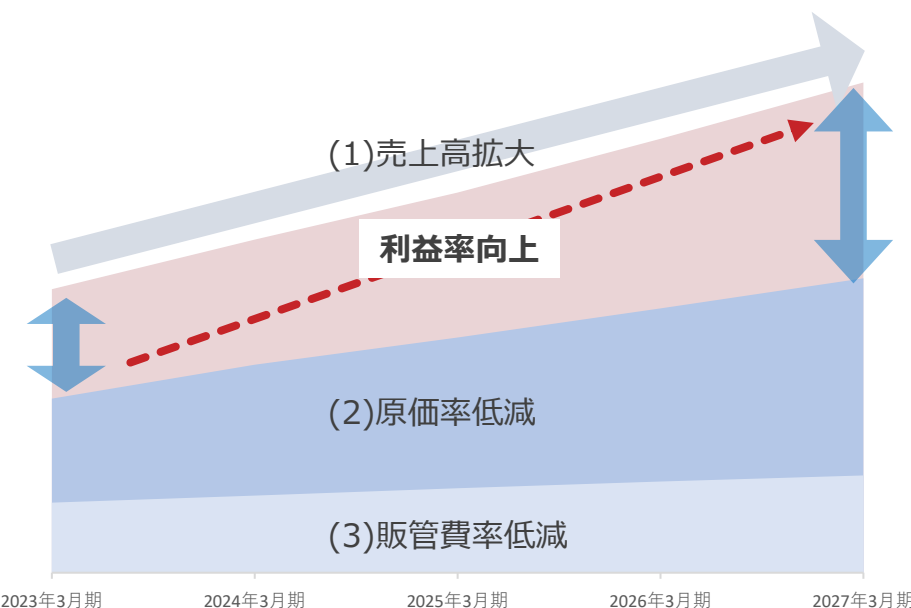 (1)売上高拡大
利益率向上
(2)原価率低減
(3)販管費率低減
2023年3月期
2024年3月期
2025年3月期
2026年3月期
2027年3月期